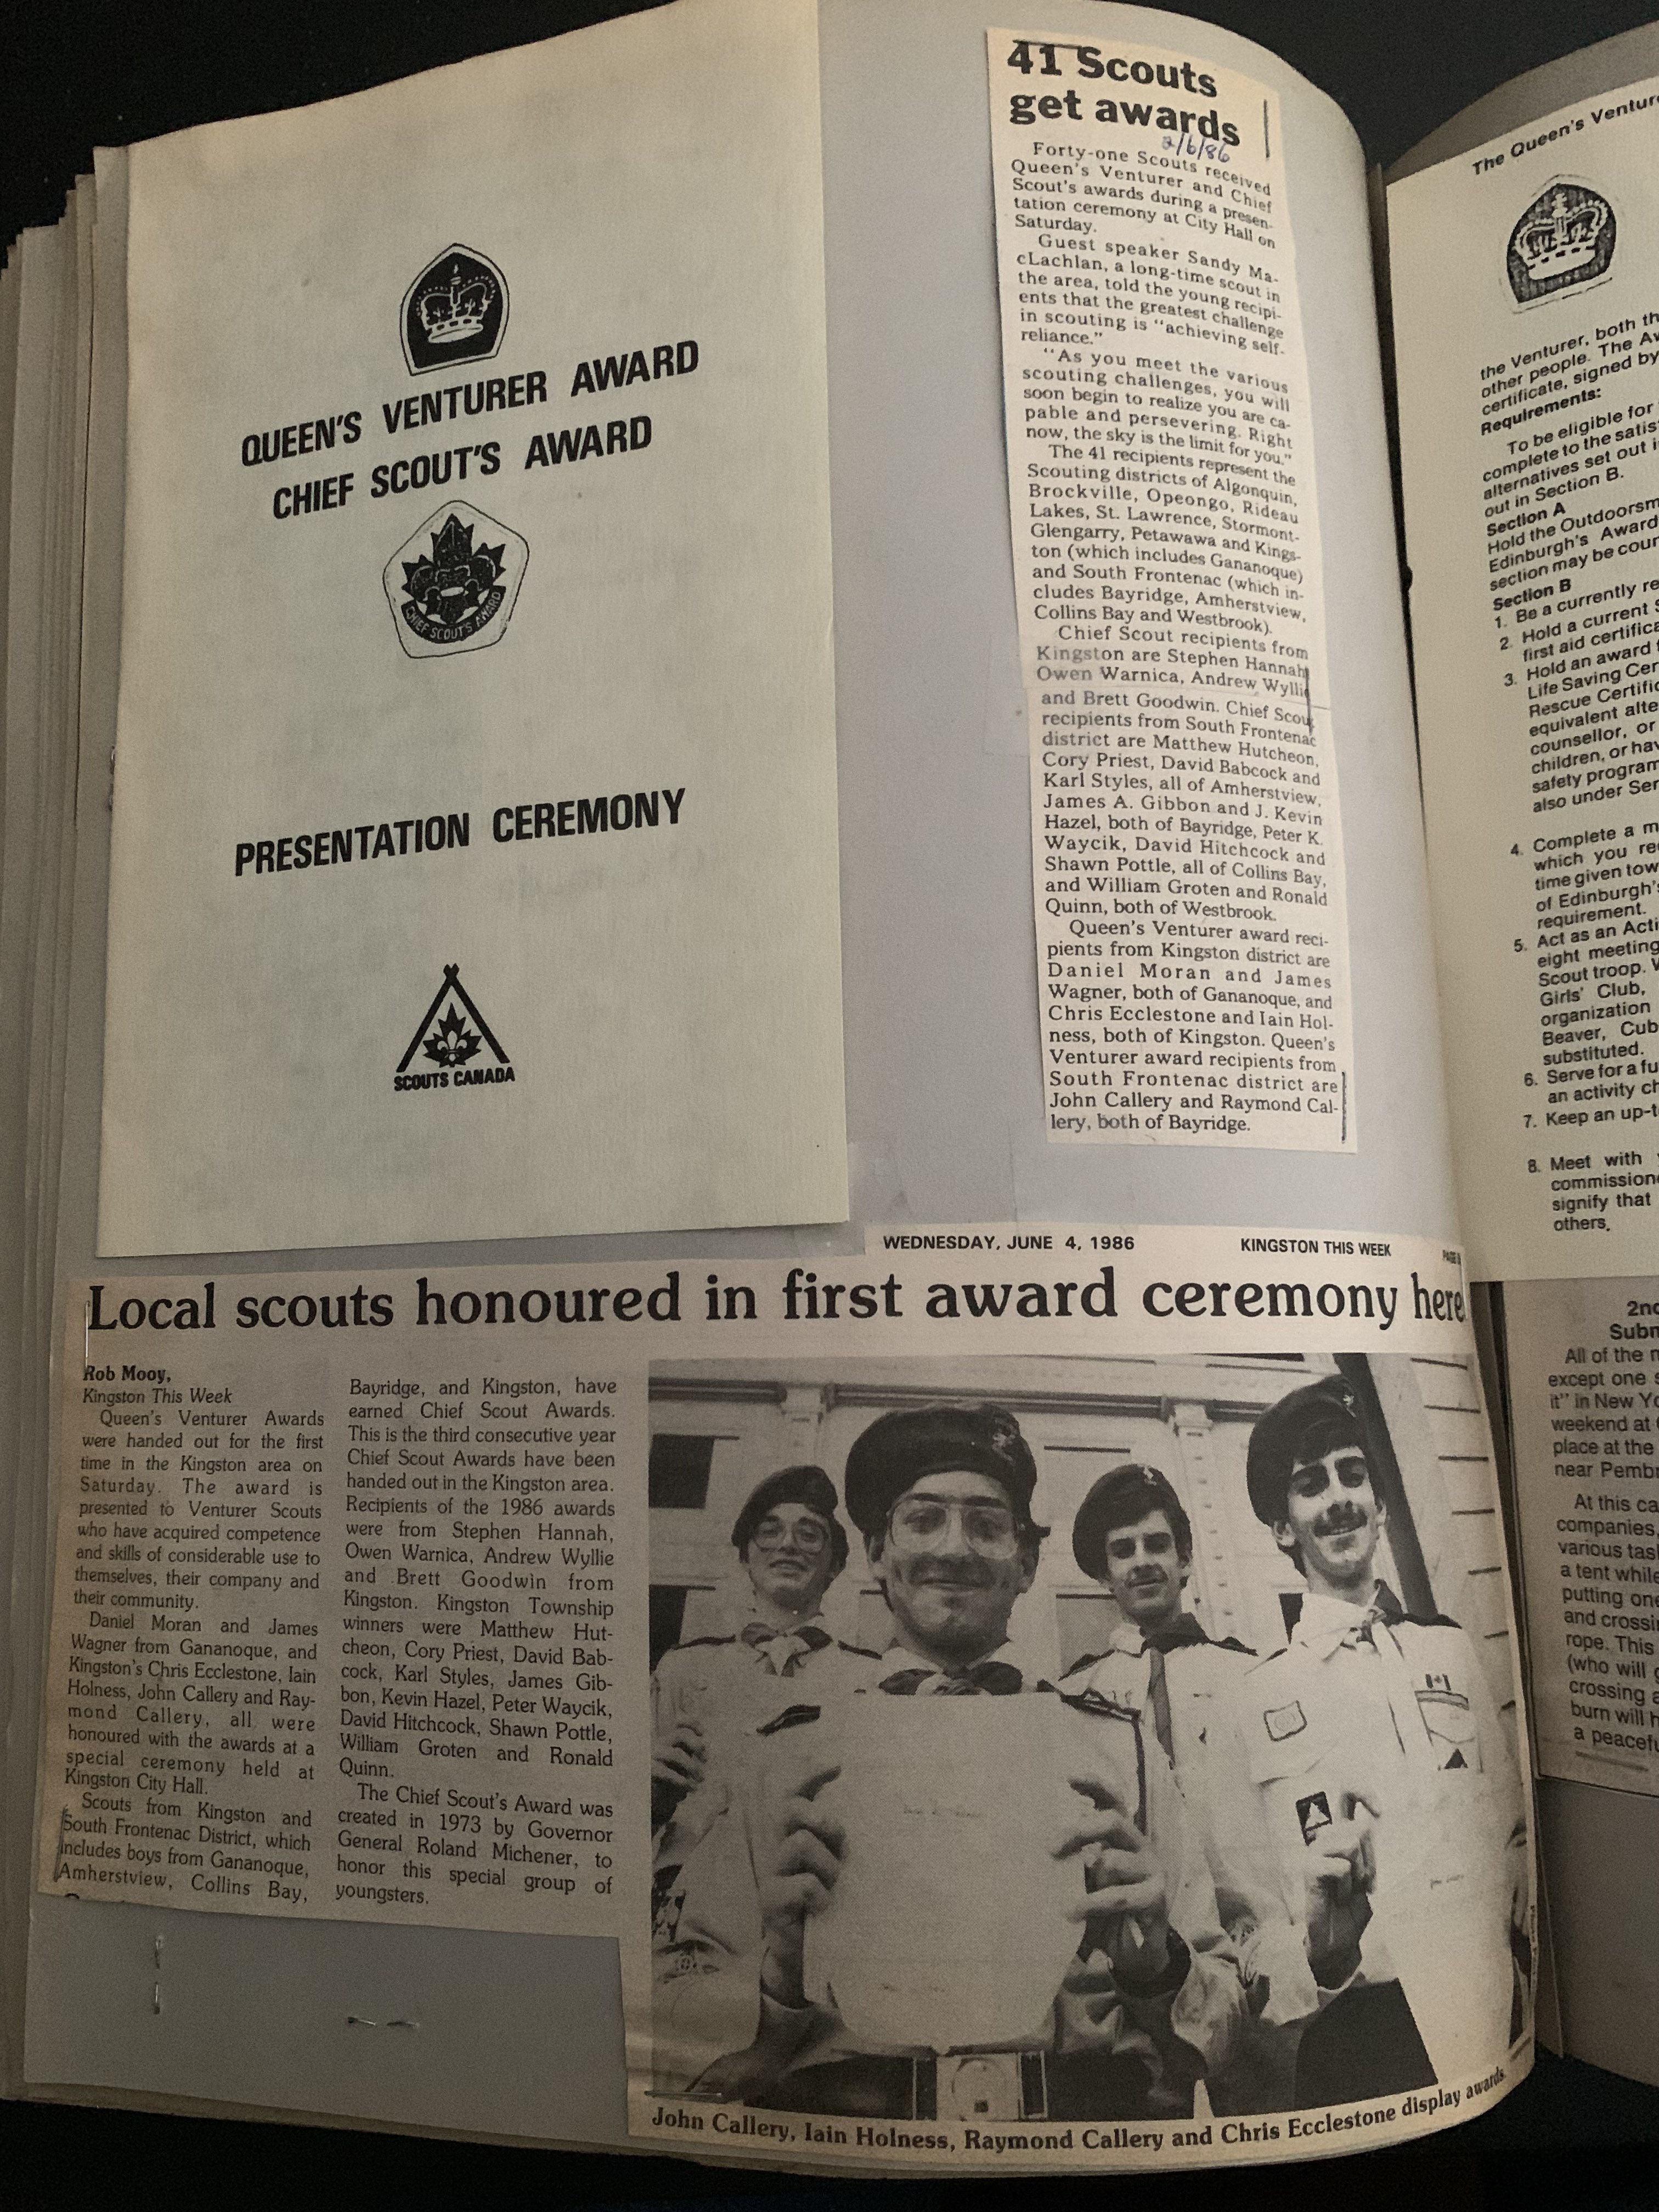 QUEEN'S VENTURER AWARD
CHIEF SCOUT'S AWARD
CHIEF SCOUT'S AWARD
PRESENTATION CEREMONY
SCOUTS CANADA
41 Scouts
get awards
2/6/86
Forty-one Scouts received
Queen's Venturer and Chief
Scout's awards during a presen-
tation ceremony at City Hall on
Saturday.
Guest speaker Sandy Ma-
cLachlan, a long-time scout in
the area, told the young recipi-
ents that the greatest challenge
in scouting is "achieving self-
reliance."
"As you meet the various
scouting challenges, you will
soon begin to realize you are ca-
pable and persevering. Right
now, the sky is the limit for you."
The 41 recipients represent the
Scouting districts of Algonquin,
Brockville, Opeongo, Rideau
Lakes, St. Lawrence, Stormont-
Glengarry, Petawawa and Kings-
ton (which includes Gananoque)
and South Frontenac (which in-
cludes Bayridge, Amherstview,
Collins Bay and Westbrook).
Chief Scout recipients from
Kingston are Stephen Hannah
Owen Warnica, Andrew Wyllie
and Brett Goodwin. Chief Scou
recipients from South Frontenac
district are Matthew Hutcheon,
Cory Priest, David Babcock and
Karl Styles, all of Amherstview,
James A. Gibbon and J. Kevin
Hazel, both of Bayridge, Peter K.
Waycik, David Hitchcock and
Shawn Pottle, all of Collins Bay,
and William Groten and Ronald
Quinn, both of Westbrook.
Queen's Venturer award reci-
pients from Kingston district are
Daniel Moran and James
Wagner, both of Gananoque, and
Chris Ecclestone and Iain Hol-
ness, both of Kingston. Queen's
Venturer award recipients from
South Frontenac district are
John Callery and Raymond Cal-
lery, both of Bayridge.
WEDNESDAY, JUNE 4, 1986 KINGSTON THIS WEEK PAGE
Local scouts honoured in first award ceremony here
Rob Mooy,
Kingston This Week
Queen's Venturer Awards
were handed out for the first
time in the Kingston area on
Saturday. The award is
presented to Venturer Scouts
who have acquired competence
and skills of considerable use to
themselves, their company and
their community.
Daniel Moran and James
Wagner from Gananoque, and
Kingston's Chris Ecclestone, Iain
Holness, John Callery and Ray-
mond Callery, all were
honoured with the awards at a
special ceremony held at
Kingston City Hall.
Scouts from Kingston and
South Frontenac District, which
includes boys from Gananoque,
Amherstview, Collins Bay,
Bayridge, and Kingston, have
earned Chief Scout Awards.
This is the third consecutive year
Chief Scout Awards have been
handed out in the Kingston area.
Recipients of the 1986 awards
were from Stephen Hannah,
Owen Warnica, Andrew Wyllie
and Brett Goodwin from
Kingston. Kingston Township
winners were Matthew Hut-
cheon, Cory Priest, David Bab-
cock, Karl Styles, James Gib-
bon, Kevin Hazel, Peter Waycik,
David Hitchcock, Shawn Pottle,
William Groten and Ronald
Quinn.
The Chief Scout's Award was
created in 1973 by Governor
General Roland Michener, to
honor this special group of
youngsters.
John Callery, Iain Holness, Raymond Callery and Chris Ecclestone display awards.
The Queen's Ventur
the Venturer, both th
other people. The Aw
certificate, signed by
Requirements:
To be eligible for
complete to the satis
alternatives set out i
out in Section B.
Section A
Hold the Outdoorsm
Edinburgh's Award
section may be coun
Section B
1. Be a currently re
2. Hold a current S
first aid certifica
3. Hold an award
Life Saving Cer
Rescue Certific
equivalent alte
counsellor, or
children, or hav
safety program
also under Ser
4. Complete a m
which you re
time given tow
of Edinburgh's
requirement.
5. Act as an Acti
eight meeting
Scout troop. W
Girls' Club,
organization
Beaver, Cub
substituted.
6. Serve for a fu
an activity ch
7. Keep an up-t
8. Meet with
commissione
signify that
others.
2nd
Subm
All of the m
except one s
it" in New Yo
weekend at
place at the
near Pembr
At this ca
companies,
various tas
a tent while
putting one
and crossi
rope. This
(who will g
crossing a
burn will h
a peacefu